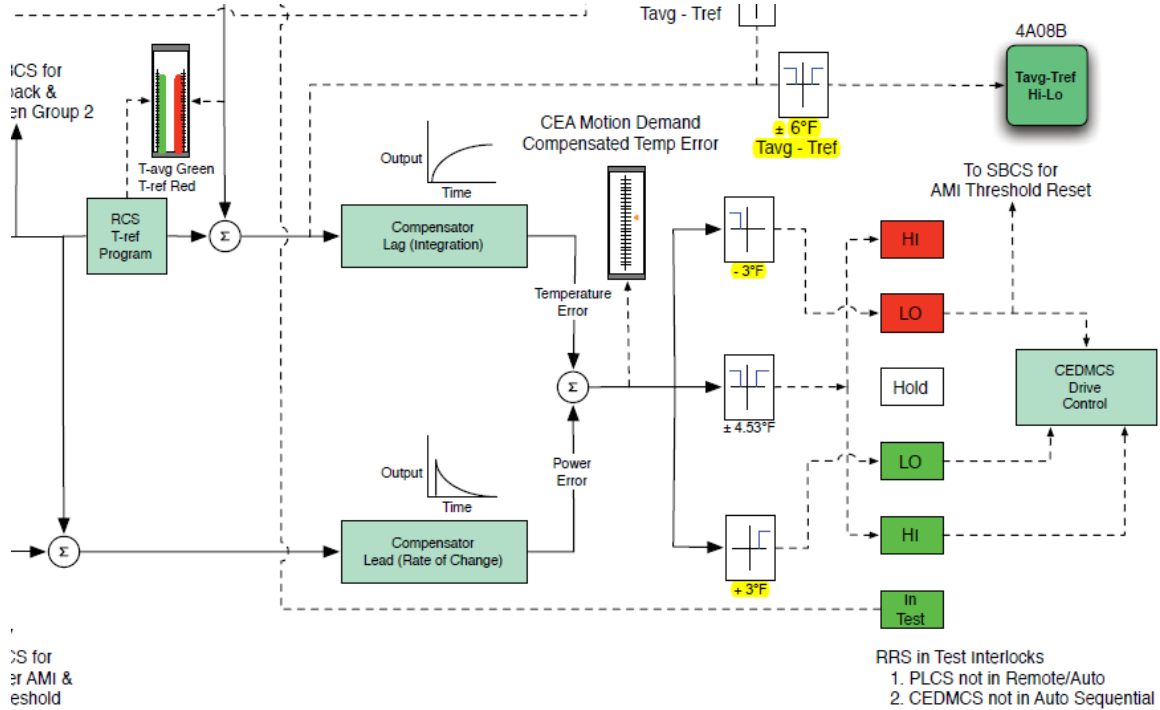 Tavg - Tref
4A08B
Tavg-Tref
Hi-Lo
CS for
ack &
en Group 2
± 6°F
Tavg - Tref
CEA Motion Demand
Compensated Temp Error
Output
Time
T-avg Green
T-ref Red
To SBCS for
AMI Threshold Reset
RCS
T-ref
Program
Σ
Compensator
Lag (Integration)
HI
- 3°F
Temperature
Error
LO
Σ
Hold
CEDMCS
Drive
Control
± 4.53°F
Output
Time
Power
Error
LO
Σ
Compensator
Lead (Rate of Change)
HI
+ 3°F
In
Test
CS for
er AMI &
eshold
RRS in Test Interlocks
1. PLCS not in Remote/Auto
2. CEDMCS not in Auto Sequential